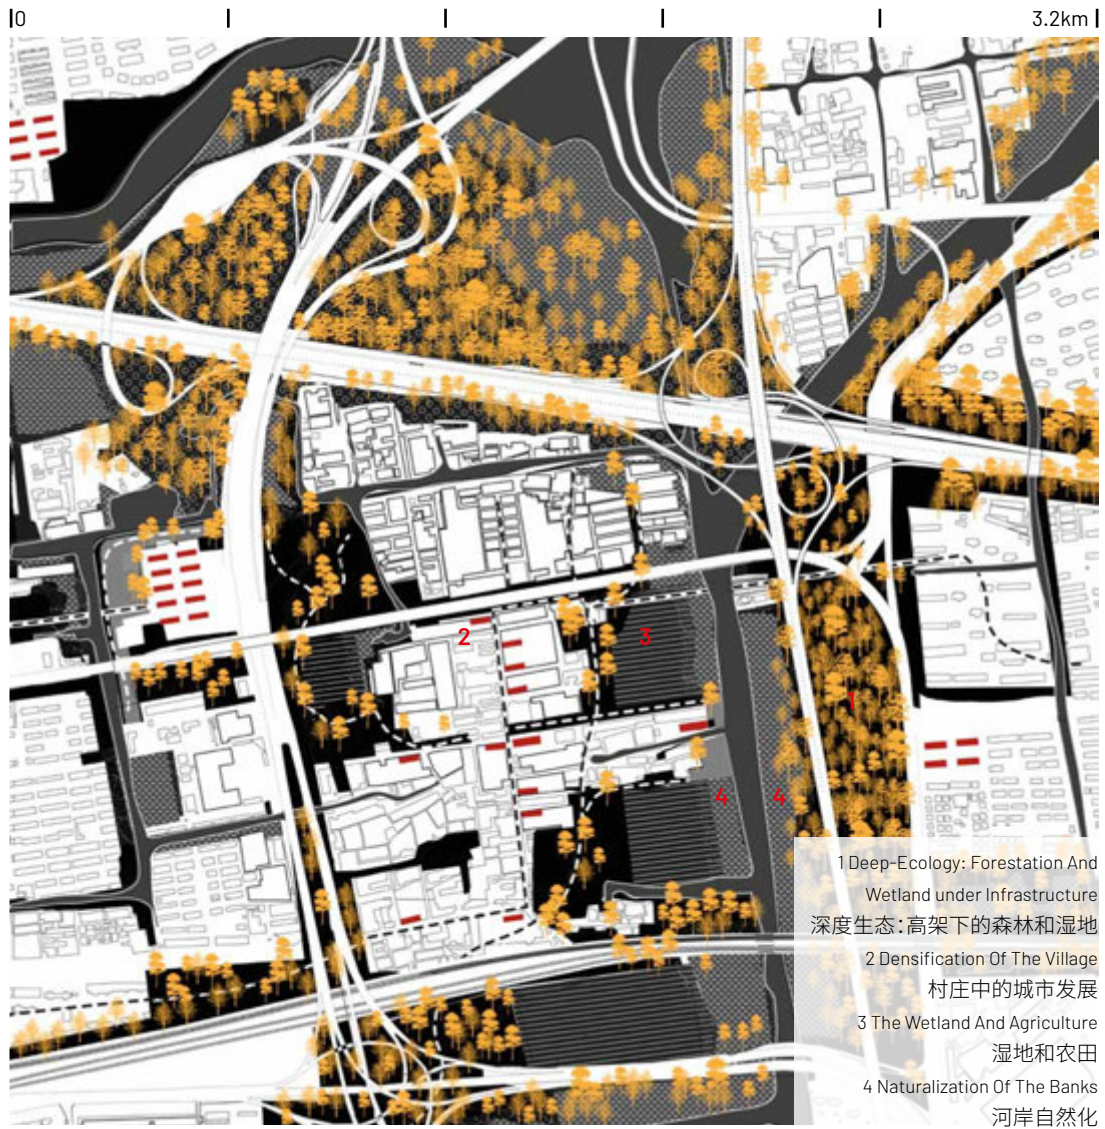 0
3.2km
2
3
1
4
4
1 Deep-Ecology: Forestation And
Wetland under Infrastructure
深度生态：高架下的森林和湿地
2 Densification Of The Village
村庄中的城市发展
3 The Wetland And Agriculture
湿地和农田
4 Naturalization Of The Banks
河岸自然化